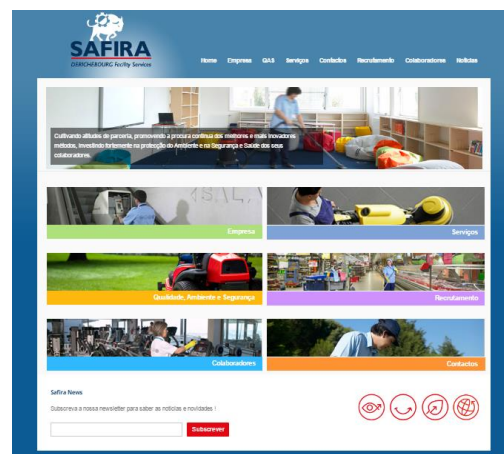 SAFIRA
DERICHEBOURG Facility Services
Home Empresa QAS Serviços Contactos Recrutamento Colaboradores Notícias
Cultivando atitudes de parceria, promovendo a procura contínua dos melhores e mais inovadores
métodos, investindo fortemente na protecção do Ambiente e na Segurança e Saúde dos seus
colaboradores.
Empresa
Serviços
Qualidade, Ambiente e Segurança
Recrutamento
Colaboradores
Contactos
Safira News
Subscreva a nossa newsletter para saber as notícias e novidades !
Subscrever